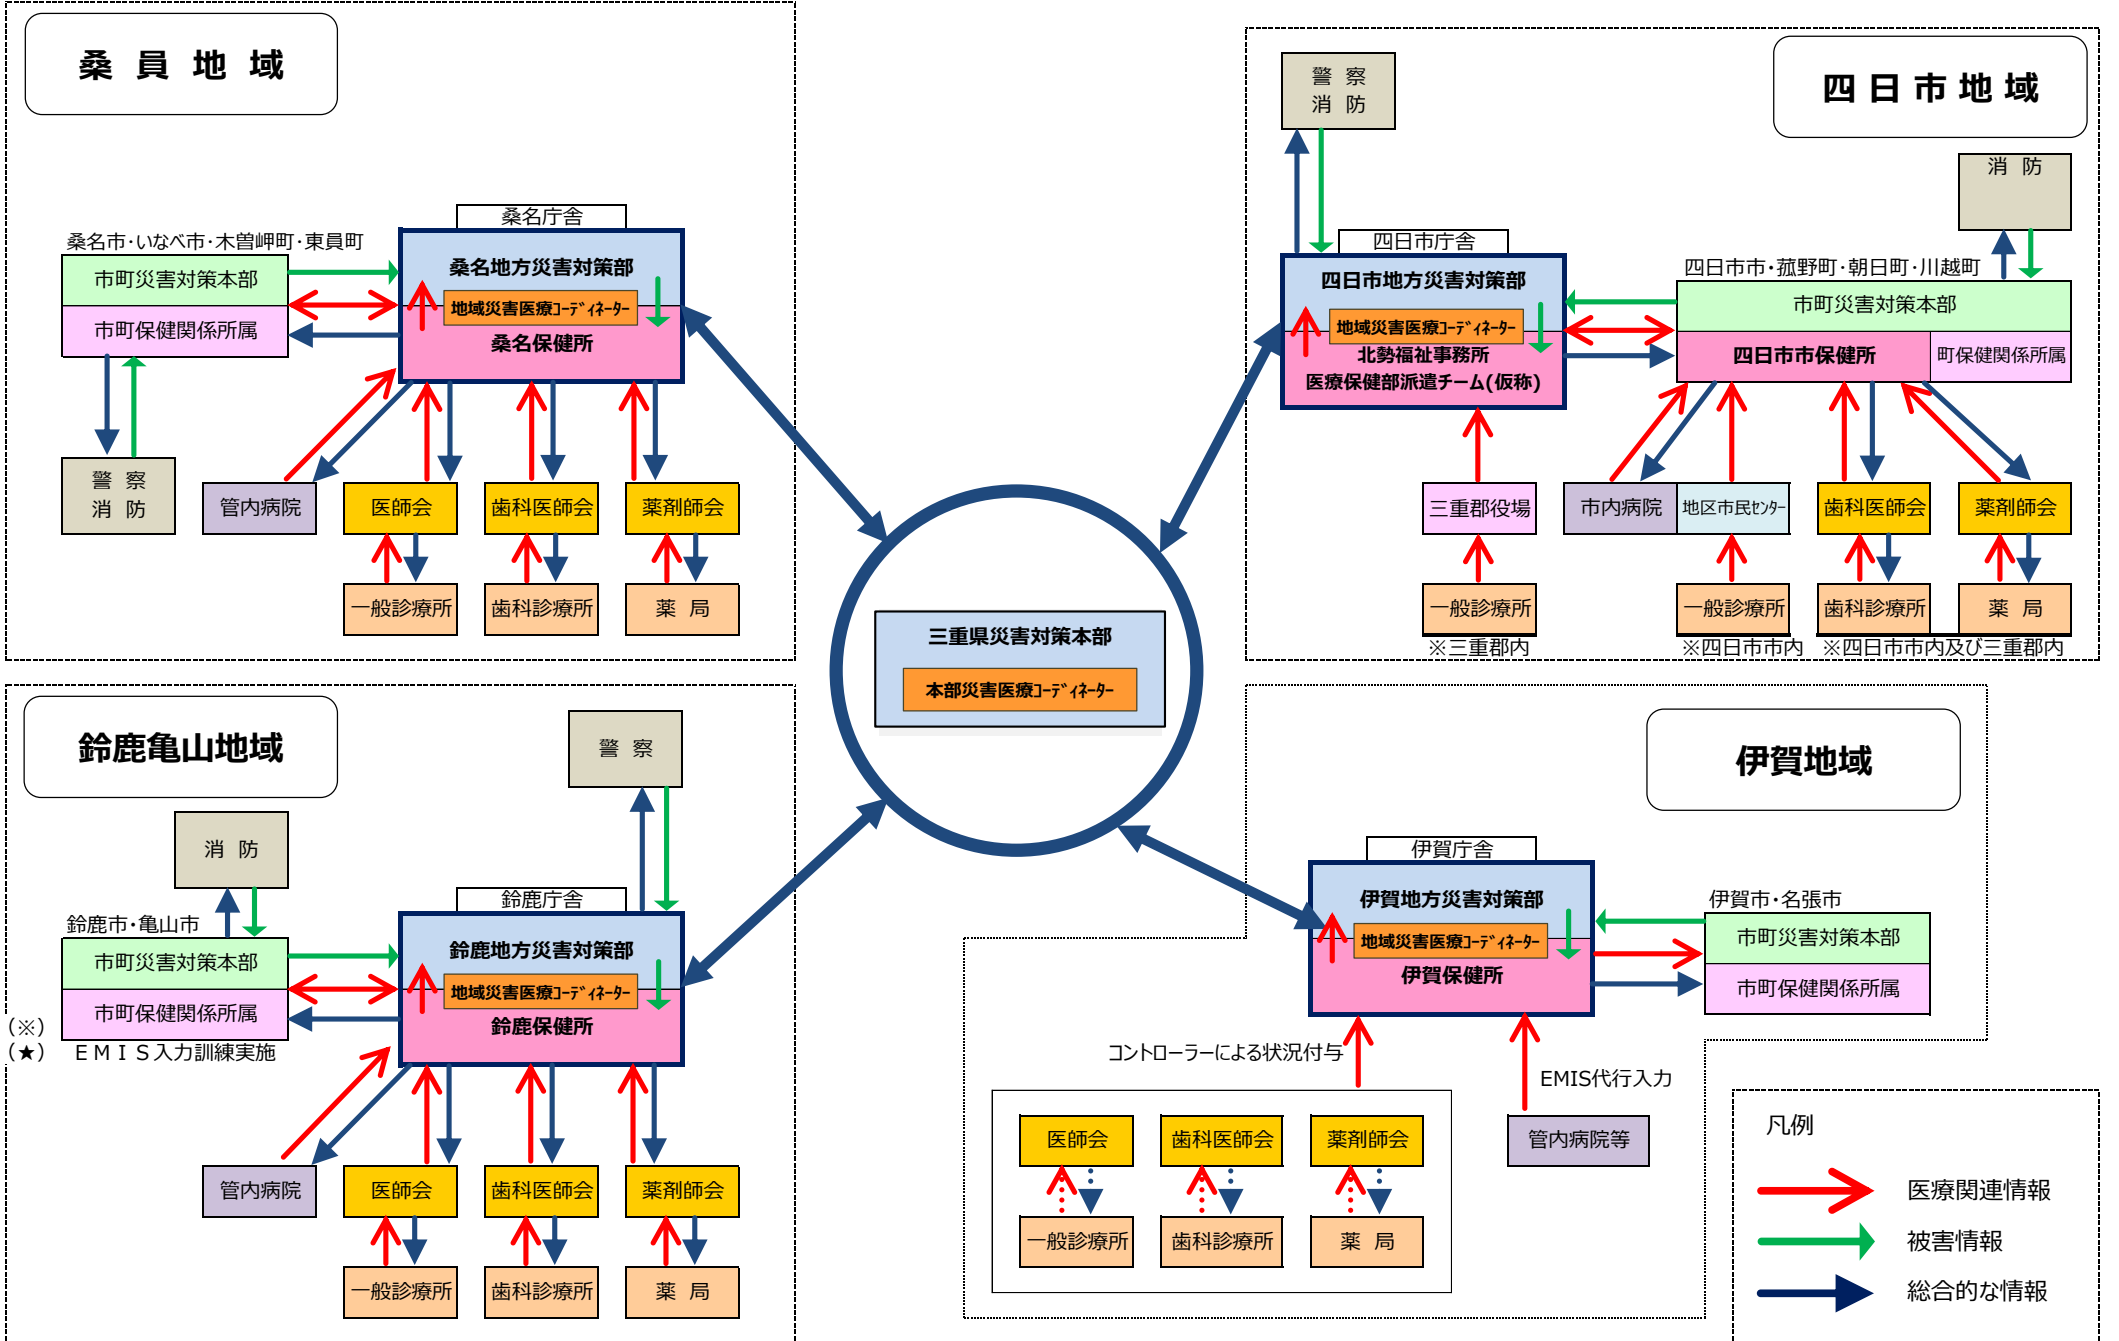 桑 員 地 域
桑名庁舎
桑名市・いなべ市・木曽岬町・東員町
市町災害対策本部
市町保健関係所属
桑名地方災害対策部
地域災害医療ｺｰﾃﾞｨﾈｰﾀｰ
桑名保健所
警 察
消 防
管内病院
医師会
歯科医師会
薬剤師会
一般診療所
歯科診療所
薬 局
四 日 市 地 域
警 察
消 防
消 防
四日市庁舎
四日市地方災害対策部
地域災害医療ｺｰﾃﾞｨﾈｰﾀｰ
北勢福祉事務所
医療保健部派遣チーム(仮称)
四日市市・菰野町・朝日町・川越町
市町災害対策本部
四日市市保健所
町保健関係所属
三重郡役場
市内病院
地区市民ｾﾝﾀｰ
歯科医師会
薬剤師会
一般診療所
一般診療所
歯科診療所
薬 局
※三重郡内
※四日市市内
※四日市市内及び三重郡内
三重県災害対策本部
本部災害医療ｺｰﾃﾞｨﾈｰﾀｰ
鈴鹿亀山地域
警 察
消 防
鈴鹿庁舎
鈴鹿市・亀山市
市町災害対策本部
市町保健関係所属
（※）
（★） ＥＭＩＳ入力訓練実施
鈴鹿地方災害対策部
地域災害医療ｺｰﾃﾞｨﾈｰﾀｰ
鈴鹿保健所
管内病院
医師会
歯科医師会
薬剤師会
一般診療所
歯科診療所
薬 局
伊賀地域
伊賀庁舎
伊賀地方災害対策部
地域災害医療ｺｰﾃﾞｨﾈｰﾀｰ
伊賀保健所
伊賀市・名張市
市町災害対策本部
市町保健関係所属
コントローラーによる状況付与
EMIS代行入力
医師会
歯科医師会
薬剤師会
管内病院等
一般診療所
歯科診療所
薬 局
凡例
医療関連情報
被害情報
総合的な情報